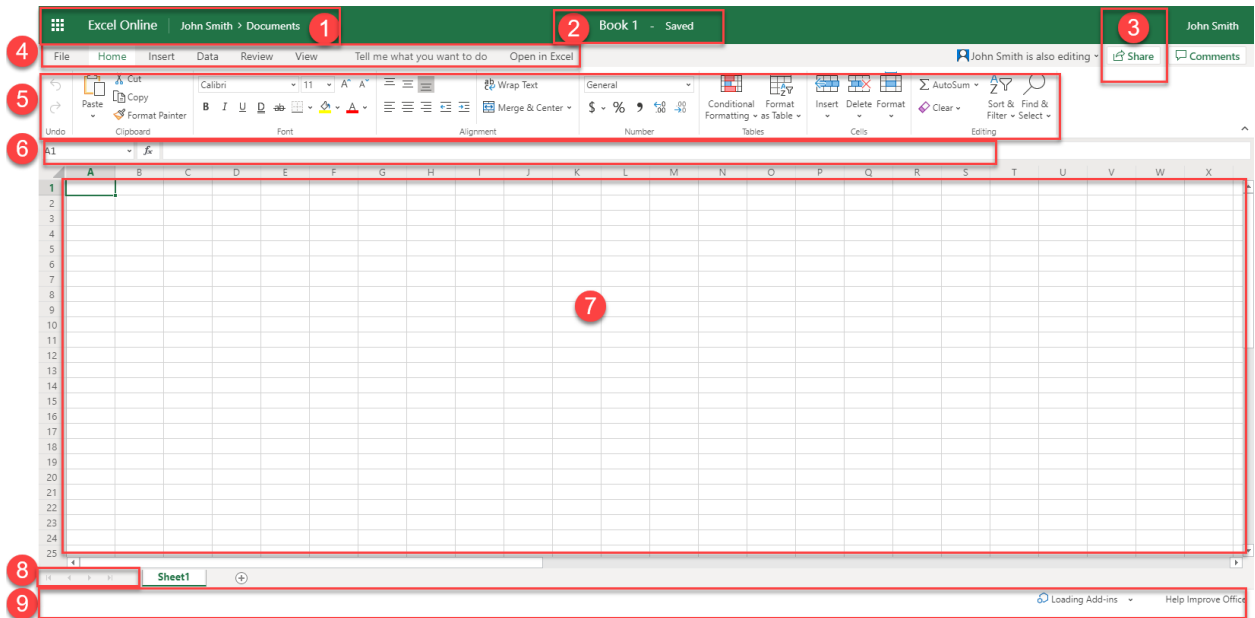 Excel Online John Smith > Documents 1 2 Book 1 - Saved 3 John Smith
4 File Home Insert Data Review View Tell me what you want to do Open in Excel John Smith is also editing Share Comments
5 Cut Calibri 11 A^ A˅ Wrap Text General AutoSum
Paste Copy B I U D ab A Merge & Center $ % 9 .00 .00 Conditional Format Insert Delete Format Clear Sort & Find &
Format Painter Formatting as Table Filter Select
Undo Clipboard Font Alignment Number Tables Cells Editing
6 A1 fx
A B C D E F G H I J K L M N O P Q R S T U V W X
1
2
3
4
5
6
7
8
9 7
10
11
12
13
14
15
16
17
18
19
20
21
22
23
24
25
8 Sheet1
9 Loading Add-ins Help Improve Office